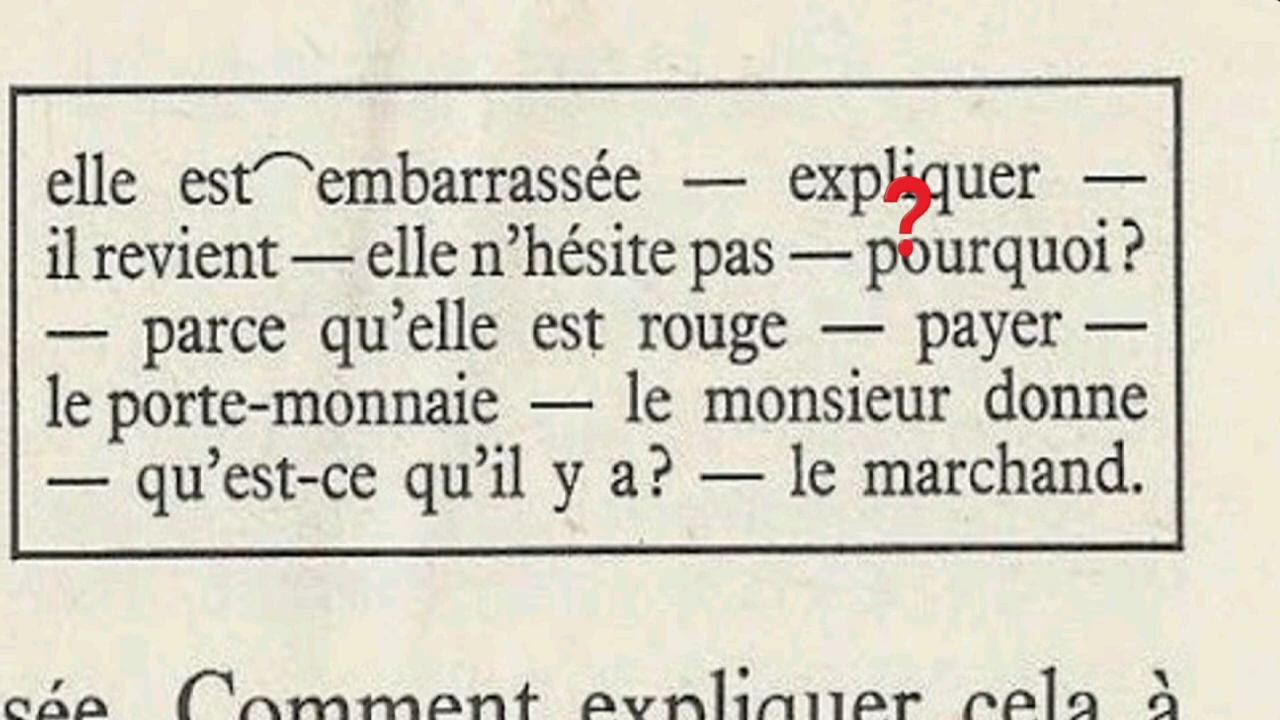 elle est‿embarrassée — expliquer —
il revient — elle n’hésite pas — pourquoi ?
— parce qu’elle est rouge — payer —
le porte-monnaie — le monsieur donne
— qu’est-ce qu’il y a ? — le marchand.
sée. Comment expliquer cela à
?